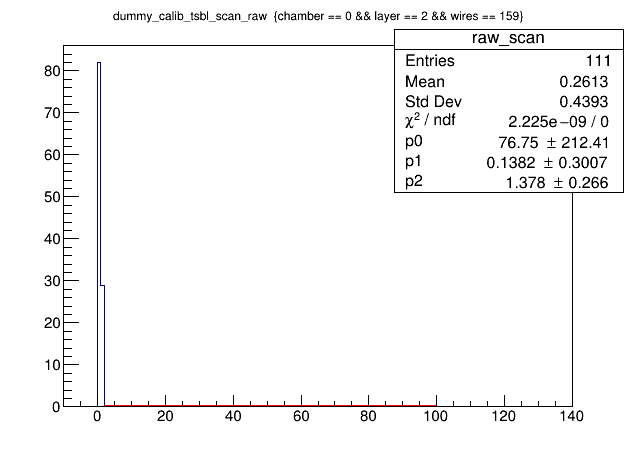 dummy_calib_tsbl_scan_raw {chamber == 0 && layer == 2 && wires == 159}
raw_scan
Entries 111
Mean 0.2613
Std Dev 0.4393
χ² / ndf 2.225e−09 / 0
p0 76.75 ± 212.41
p1 0.1382 ± 0.3007
p2 1.378 ± 0.266
80
70
60
50
40
30
20
10
0
0 20 40 60 80 100 120 140